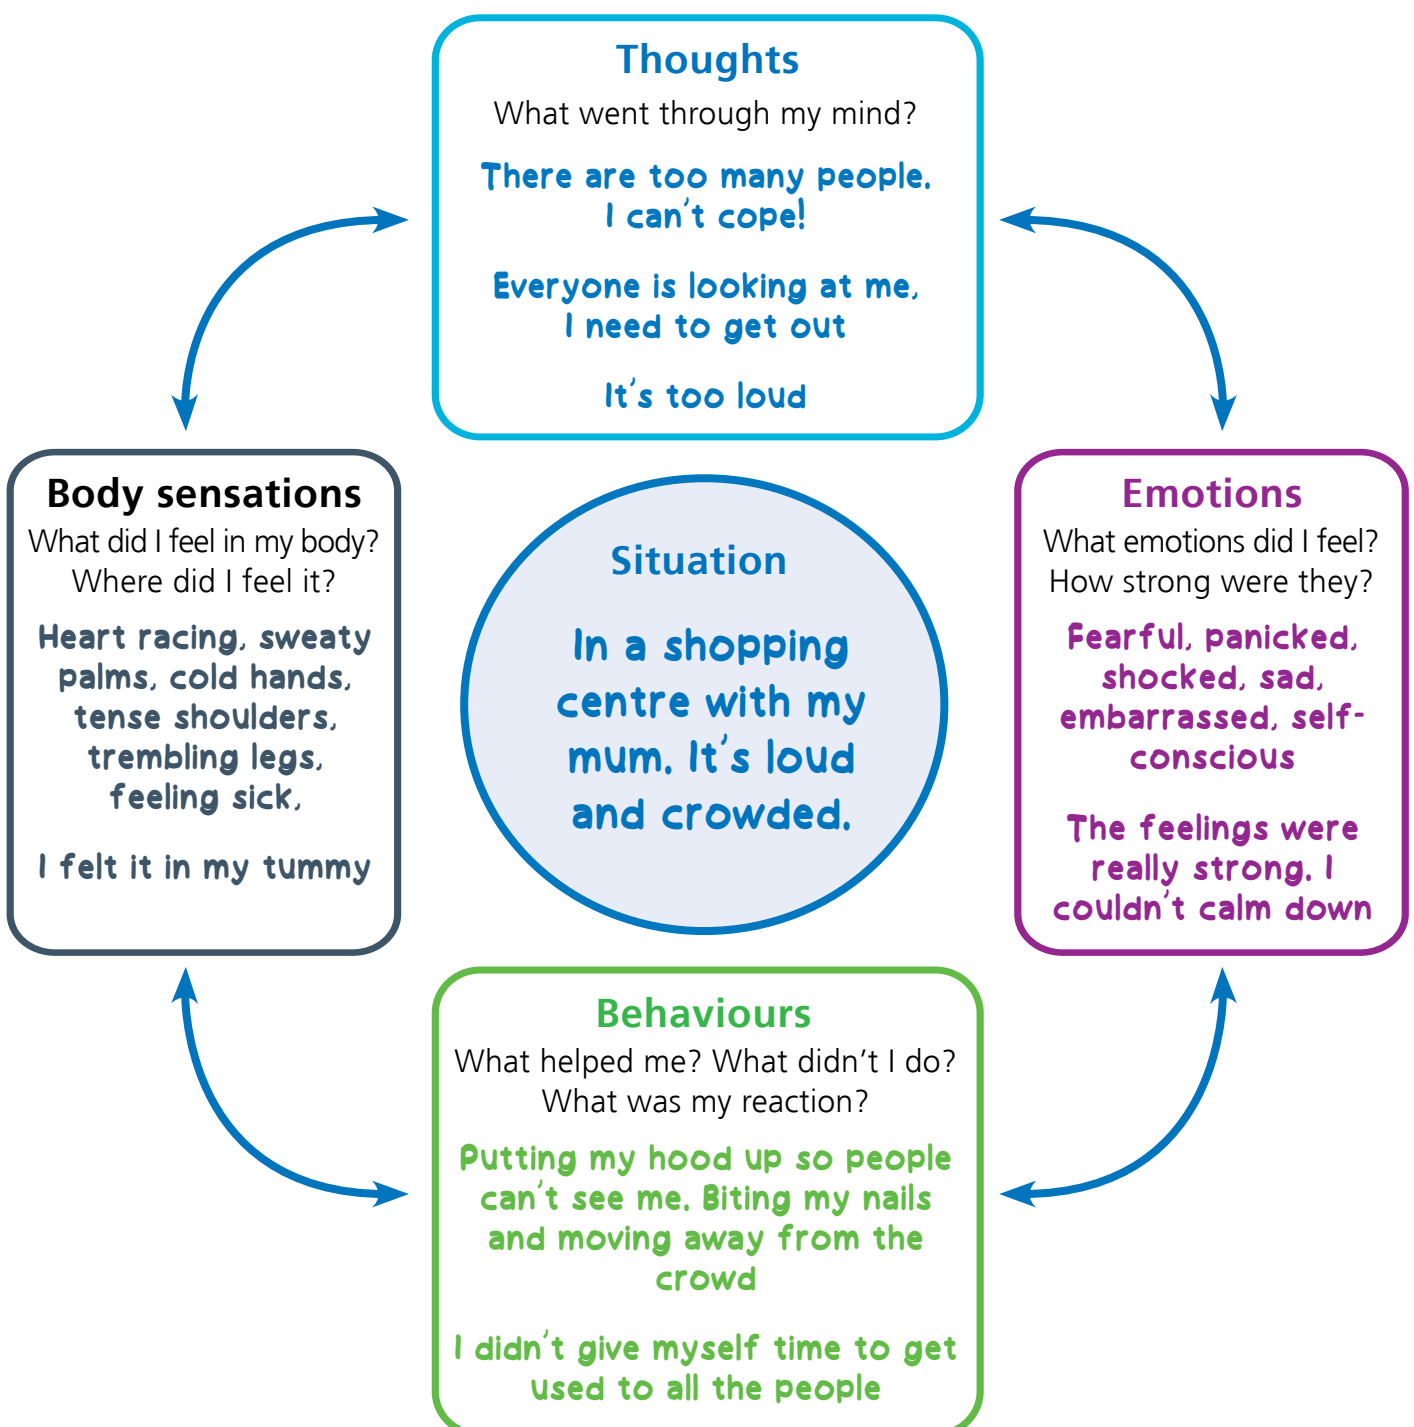 Thoughts
What went through my mind?
There are too many people.
I can't cope!
Everyone is looking at me,
I need to get out
It's too loud
Body sensations
What did I feel in my body?
Where did I feel it?
Heart racing, sweaty
palms, cold hands,
tense shoulders,
trembling legs,
feeling sick,
I felt it in my tummy
Situation
In a shopping
centre with my
mum. It's loud
and crowded.
Emotions
What emotions did I feel?
How strong were they?
Fearful, panicked,
shocked, sad,
embarrassed, self-
conscious
The feelings were
really strong. I
couldn't calm down
Behaviours
What helped me? What didn't I do?
What was my reaction?
Putting my hood up so people
can't see me. Biting my nails
and moving away from the
crowd
I didn't give myself time to get
used to all the people